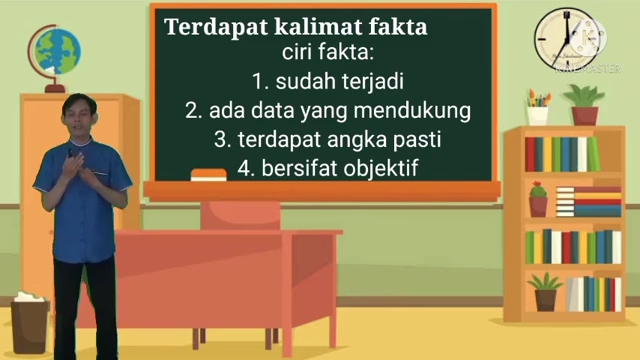 Terdapat kalimat fakta
ciri fakta:
1. sudah terjadi
2. ada data yang mendukung
3. terdapat angka pasti
4. bersifat objektif
KINEMASTER